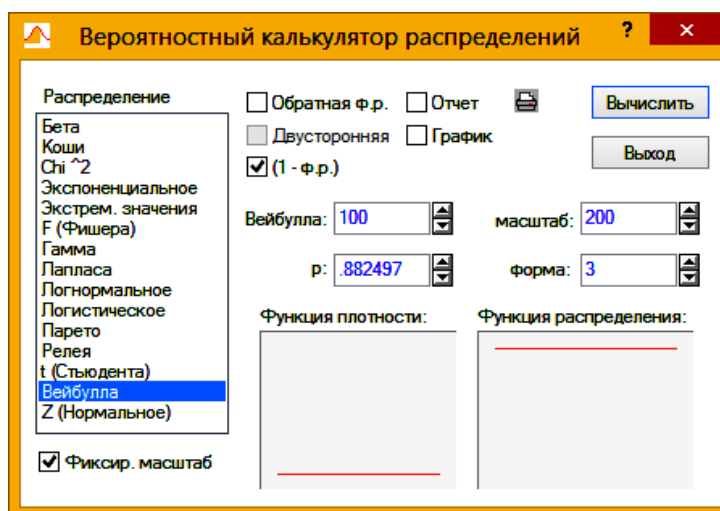 Вероятностный калькулятор распределений ? ×
Распределение
Бета
Коши
Chi ^2
Экспоненциальное
Экстрем. значения
F (Фишера)
Гамма
Лапласа
Логнормальное
Логистическое
Парето
Релея
t (Стьюдента)
Вейбулла
Z (Нормальное)
Фиксир. масштаб
Обратная ф.р. Отчет
Двусторонняя График
(1 - ф.р.)
Вычислить
Выход
Вейбулла: 100 масштаб: 200
p: .882497 форма: 3
Функция плотности: Функция распределения: